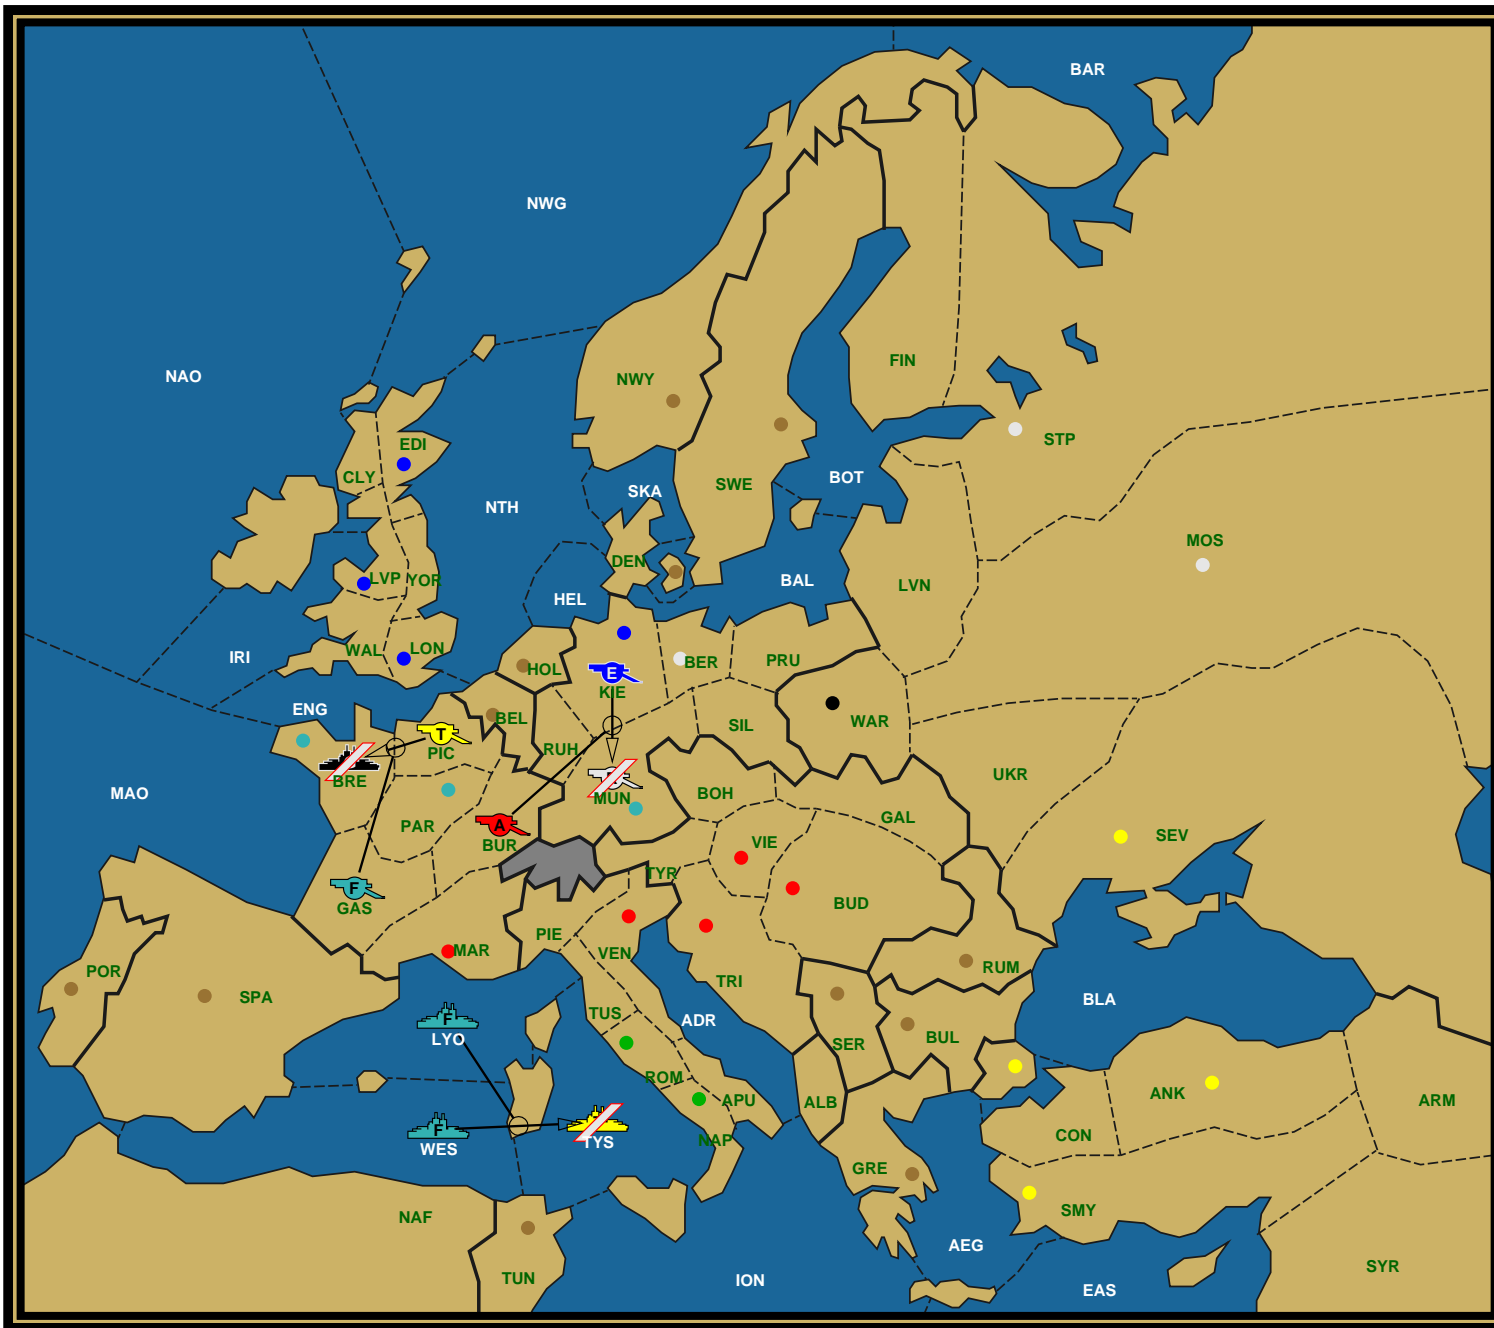 BAR
NWG
NAO
FIN
NWY
STP
EDI
CLY
SWE
BOT
SKA
NTH
MOS
DEN
LVP YOR
BAL
LVN
HEL
IRI
WAL
LON
HOL
BER
PRU
E
KIE
ENG
BEL
WAR
SIL
T
PIC
RUH
UKR
BRE
MUN
BOH
MAO
PAR
GAL
A
BUR
VIE
SEV
TYR
F
GAS
BUD
PIE
VEN
MAR
POR
SPA
RUM
TRI
BLA
TUS
ADR
F
LYO
SER
BUL
ROM
APU
ALB
ANK
ARM
F
WES
TYS
NAP
CON
GRE
NAF
SMY
AEG
TUN
ION
SYR
EAS